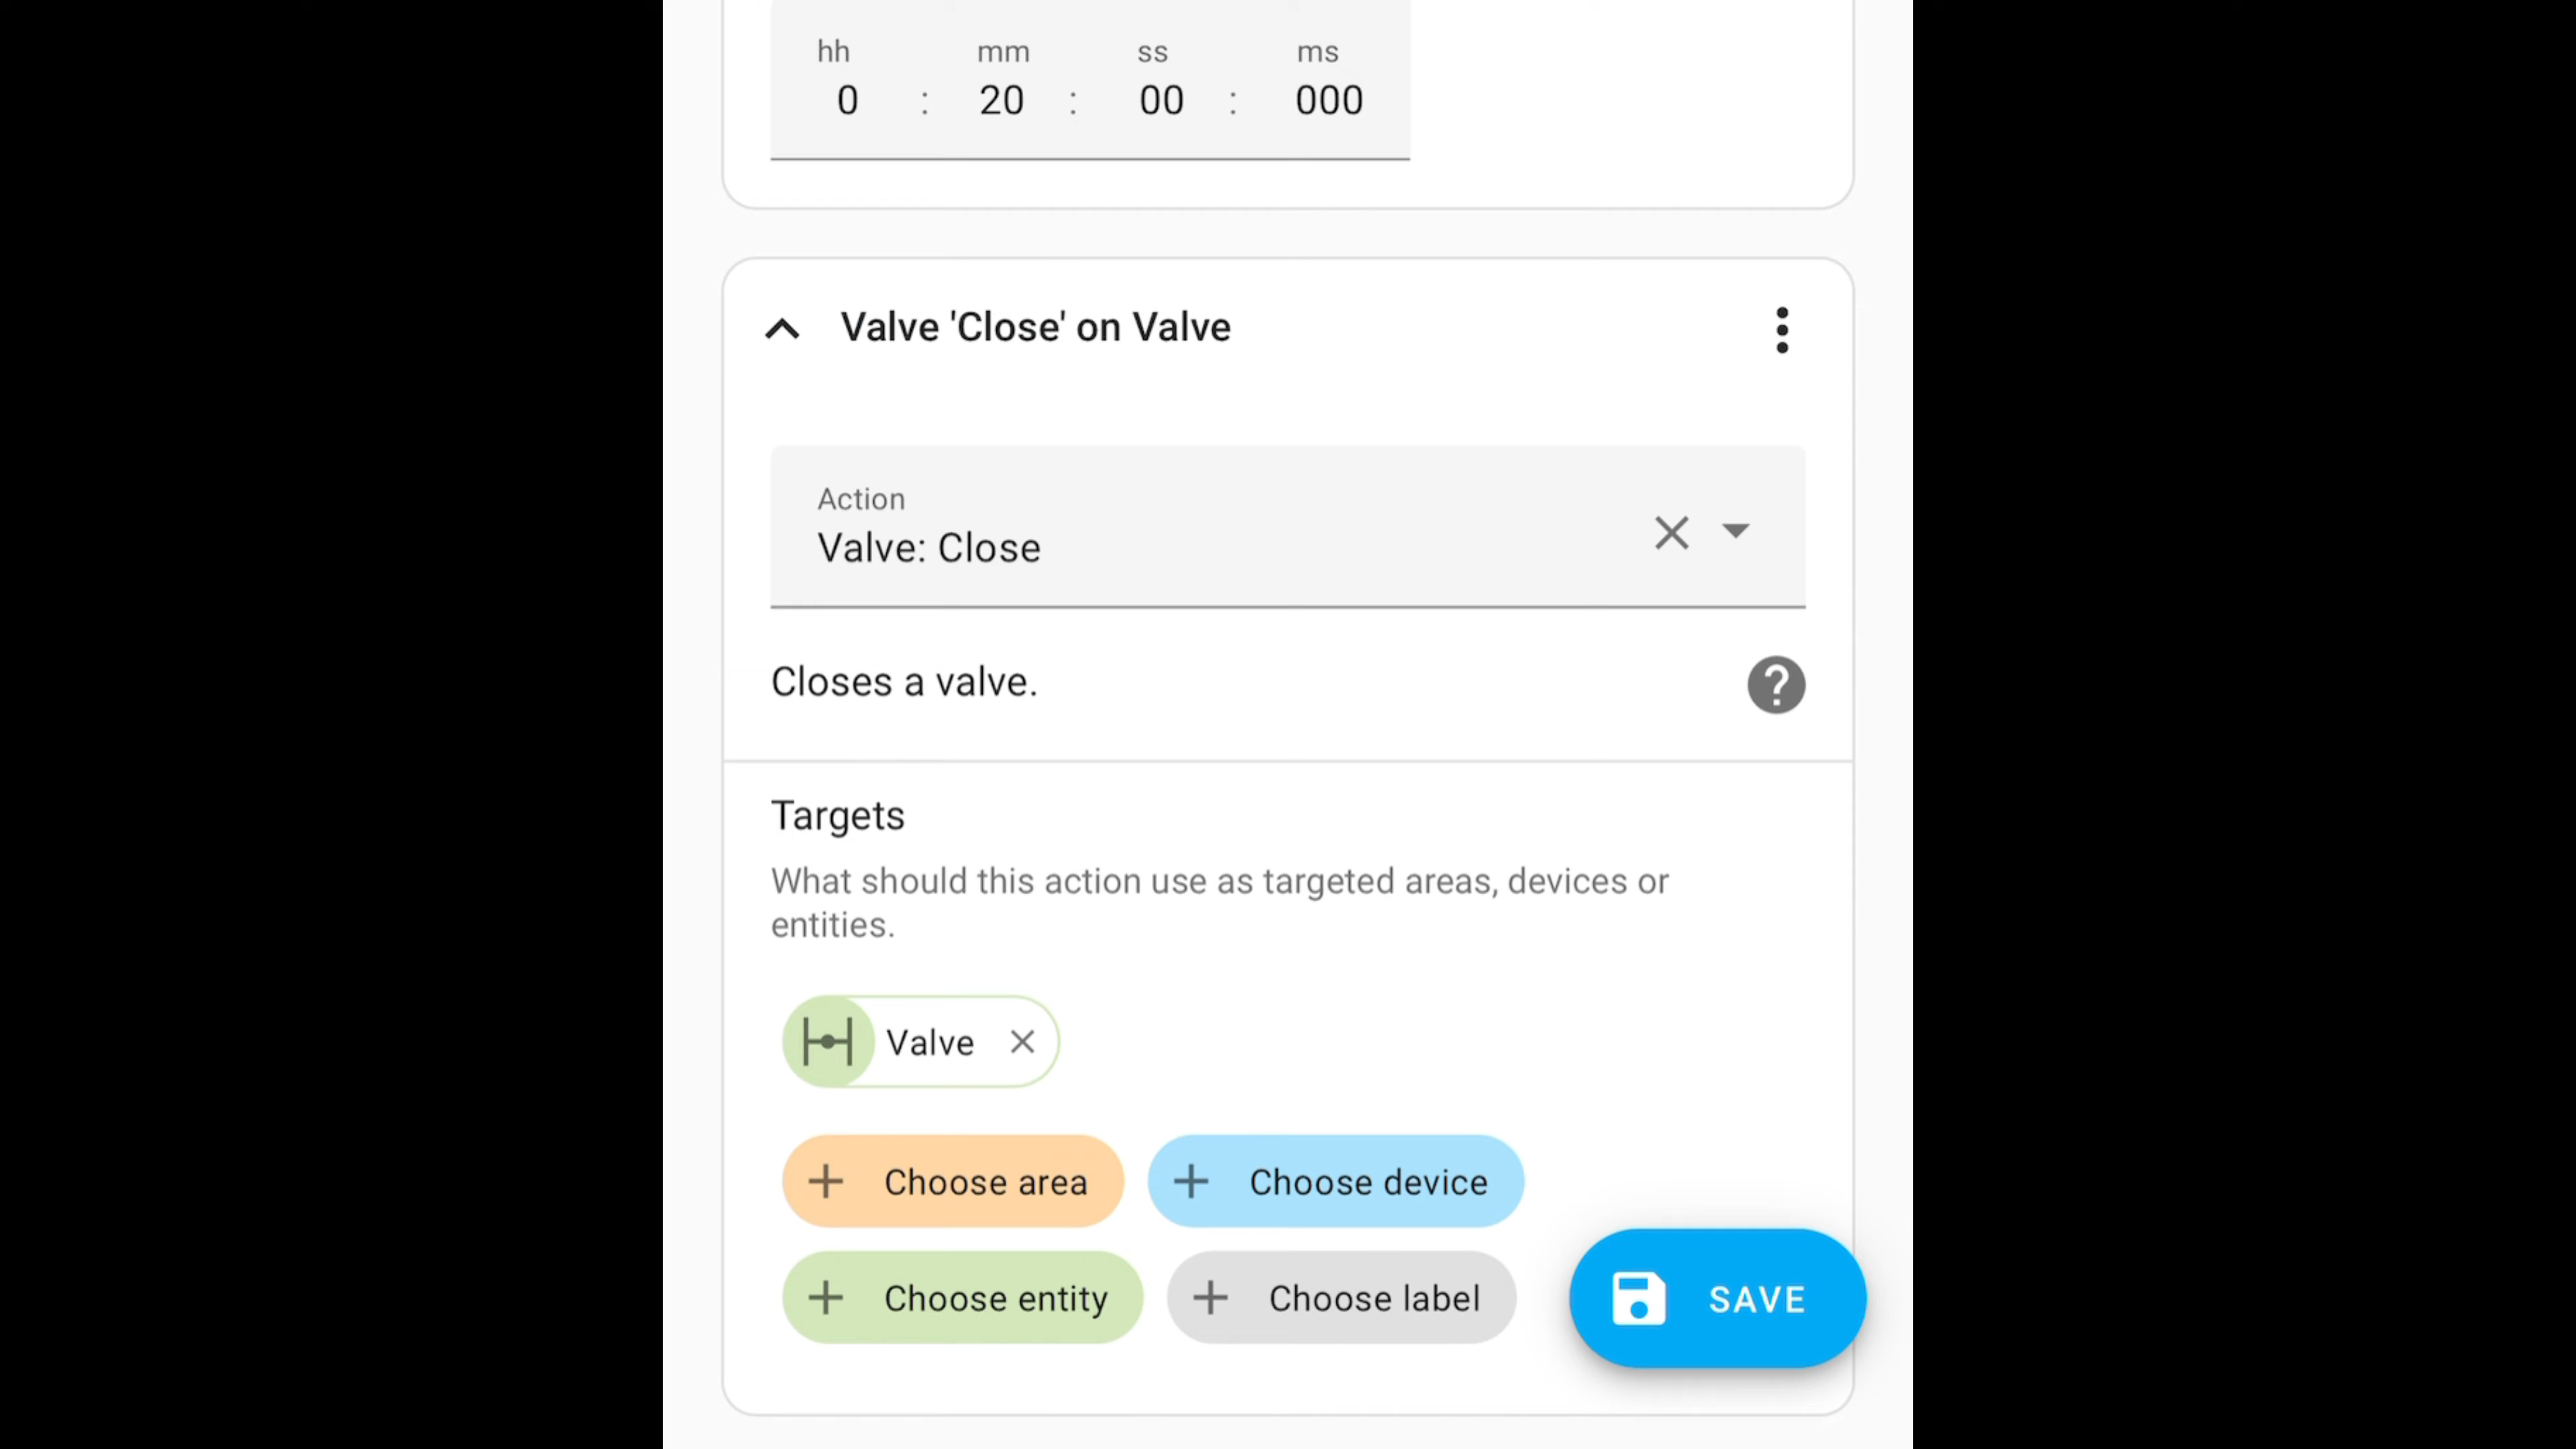 hh mm ss ms
0 : 20 : 00 : 000
Valve 'Close' on Valve
Action
Valve: Close
Closes a valve.
Targets
What should this action use as targeted areas, devices or
entities.
Valve
Choose area
Choose device
Choose entity
Choose label
SAVE